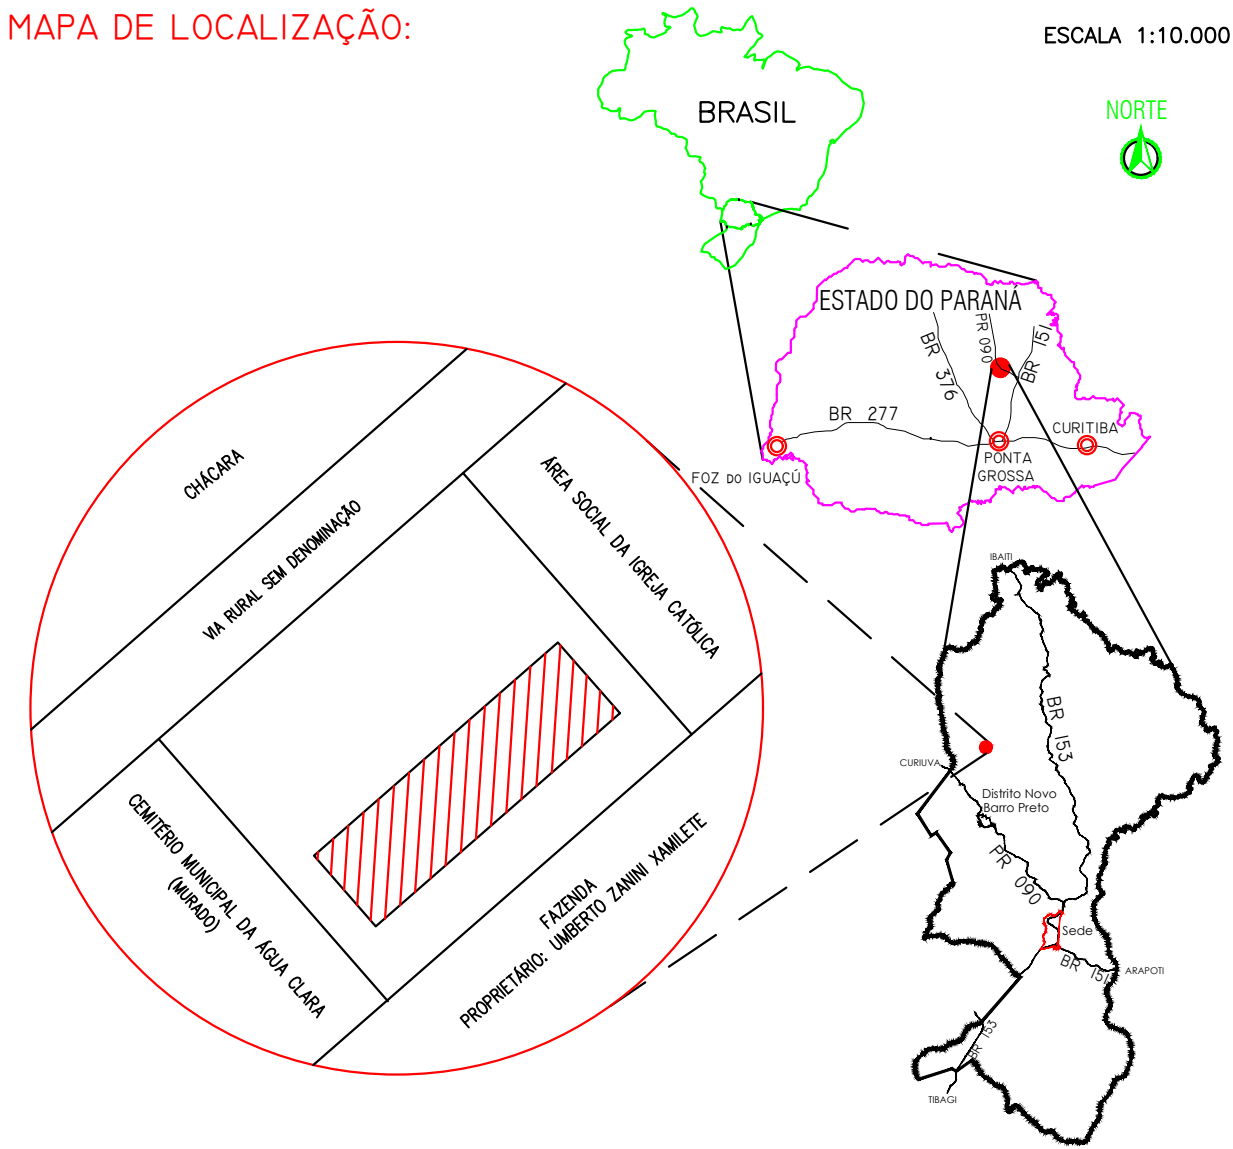 MAPA DE LOCALIZAÇÃO:
ESCALA 1:10.000
BRASIL
NORTE
ESTADO DO PARANÁ
PR 090
BR 151
BR 376
BR 277
CURITIBA
PONTA
GROSSA
FOZ DO IGUAÇÚ
CHÁCARA
VIA RURAL SEM DENOMINAÇÃO
ÁREA SOCIAL DA IGREJA CATÓLICA
CEMITÉRIO MUNICIPAL DA ÁGUA CLARA
(MURADO)
FAZENDA
PROPRIETÁRIO: UMBERTO ZANINI XAMILETE
IBAITI
BR 153
CURIUVA
Distrito Novo
Barro Preto
PR 090
Sede
BR 151
ARAPOTI
BR 153
TIBAGI